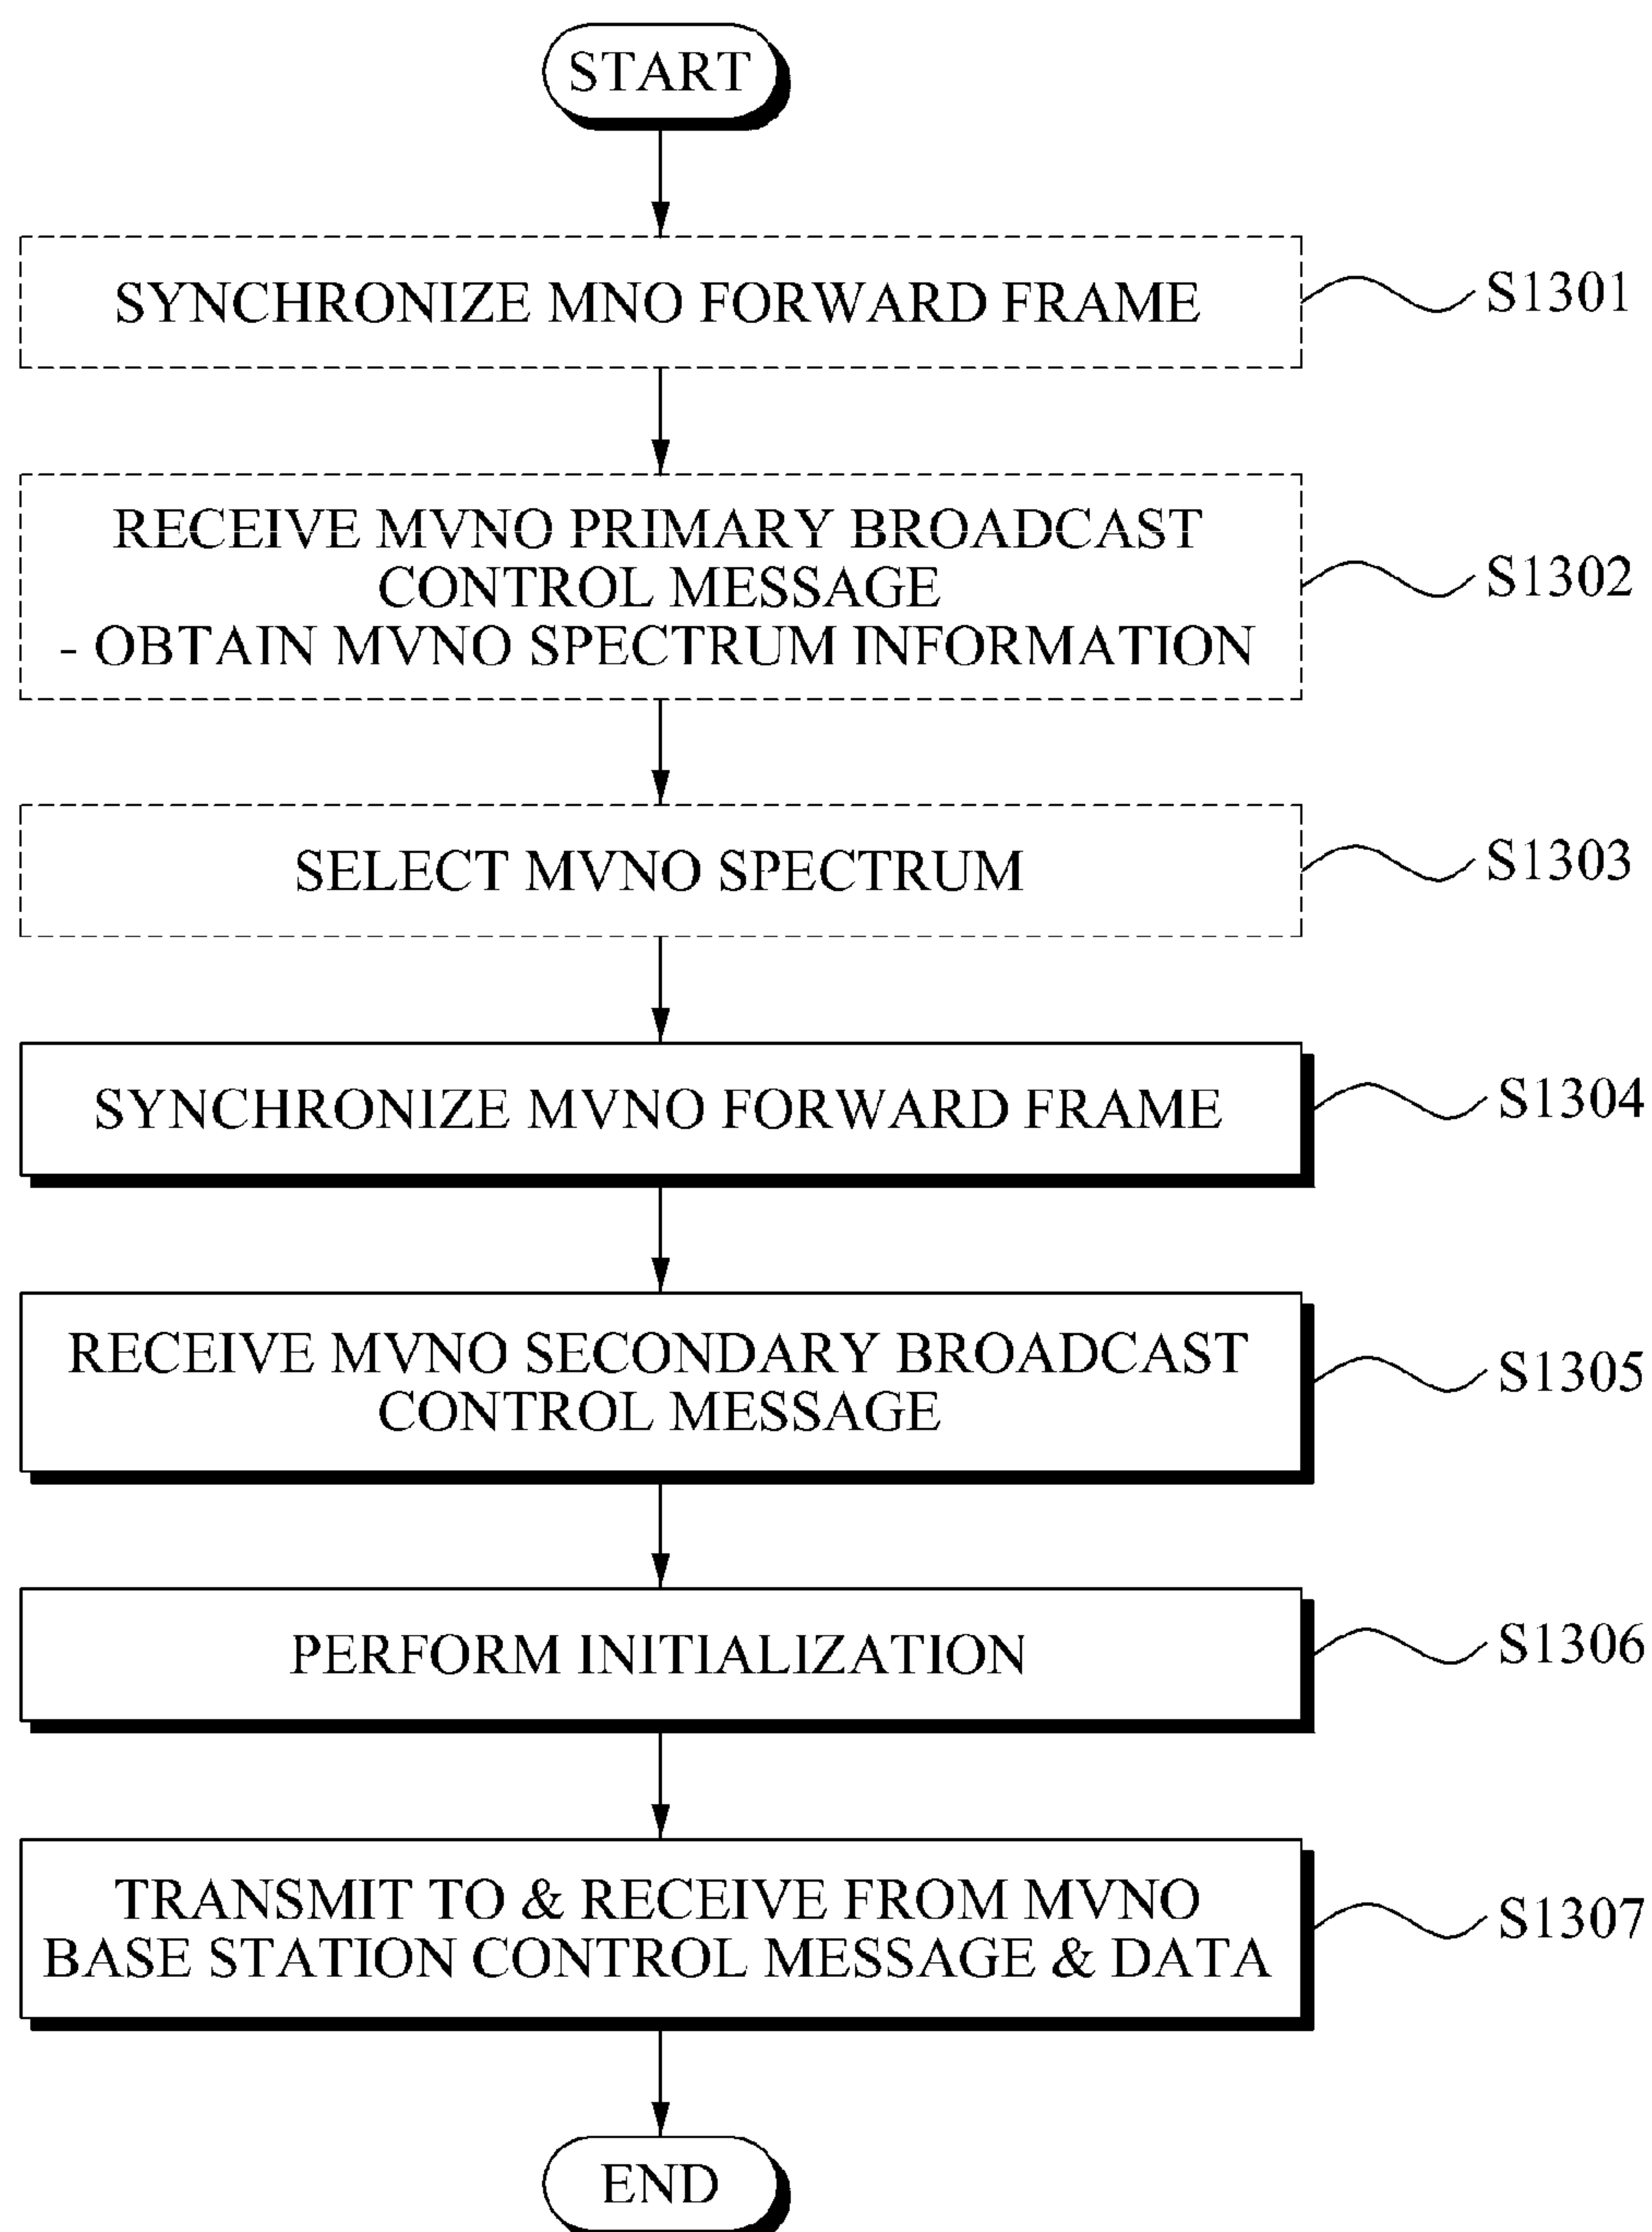 START
SYNCHRONIZE MNO FORWARD FRAME
S1301
RECEIVE MVNO PRIMARY BROADCAST
CONTROL MESSAGE
- OBTAIN MVNO SPECTRUM INFORMATION
S1302
SELECT MVNO SPECTRUM
S1303
SYNCHRONIZE MVNO FORWARD FRAME
S1304
RECEIVE MVNO SECONDARY BROADCAST
CONTROL MESSAGE
S1305
PERFORM INITIALIZATION
S1306
TRANSMIT TO & RECEIVE FROM MVNO
BASE STATION CONTROL MESSAGE & DATA
S1307
END